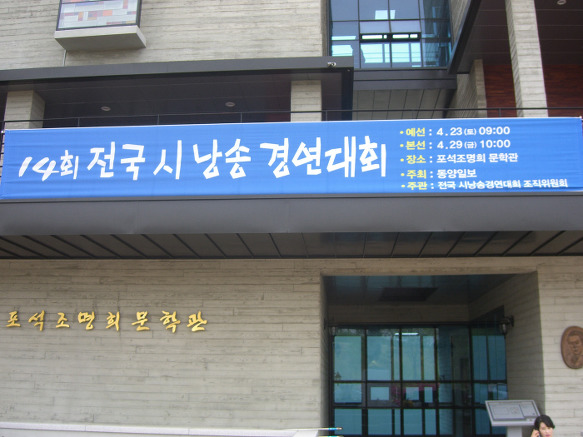 14회 전국 시 낭송 경연대회
• 예선 : 4. 23(토) 09:00
• 본선 : 4. 29(금) 10:00
• 장소 : 포석조명희 문학관
• 주최 : 동양일보
• 주관 : 전국 시낭송경연대회 조직위원회
포석조명희문학관